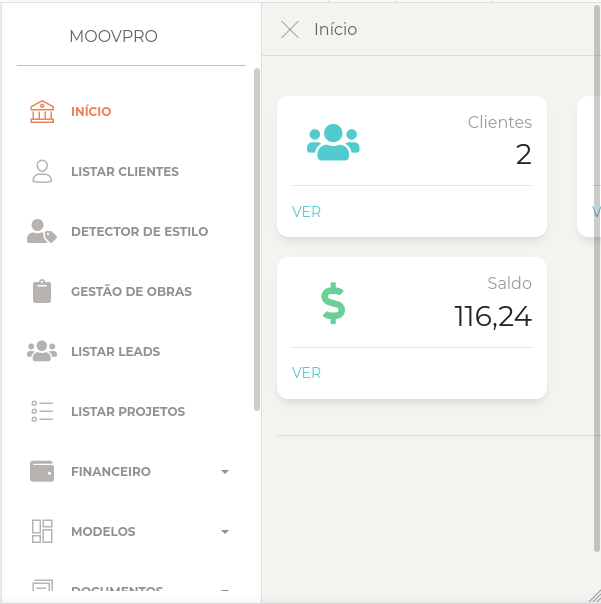 MOOVPRO
INÍCIO
LISTAR CLIENTES
DETECTOR DE ESTILO
GESTÃO DE OBRAS
LISTAR LEADS
LISTAR PROJETOS
FINANCEIRO
MODELOS
DOCUMENTOS
Início
Clientes
2
VER
Saldo
116,24
VER